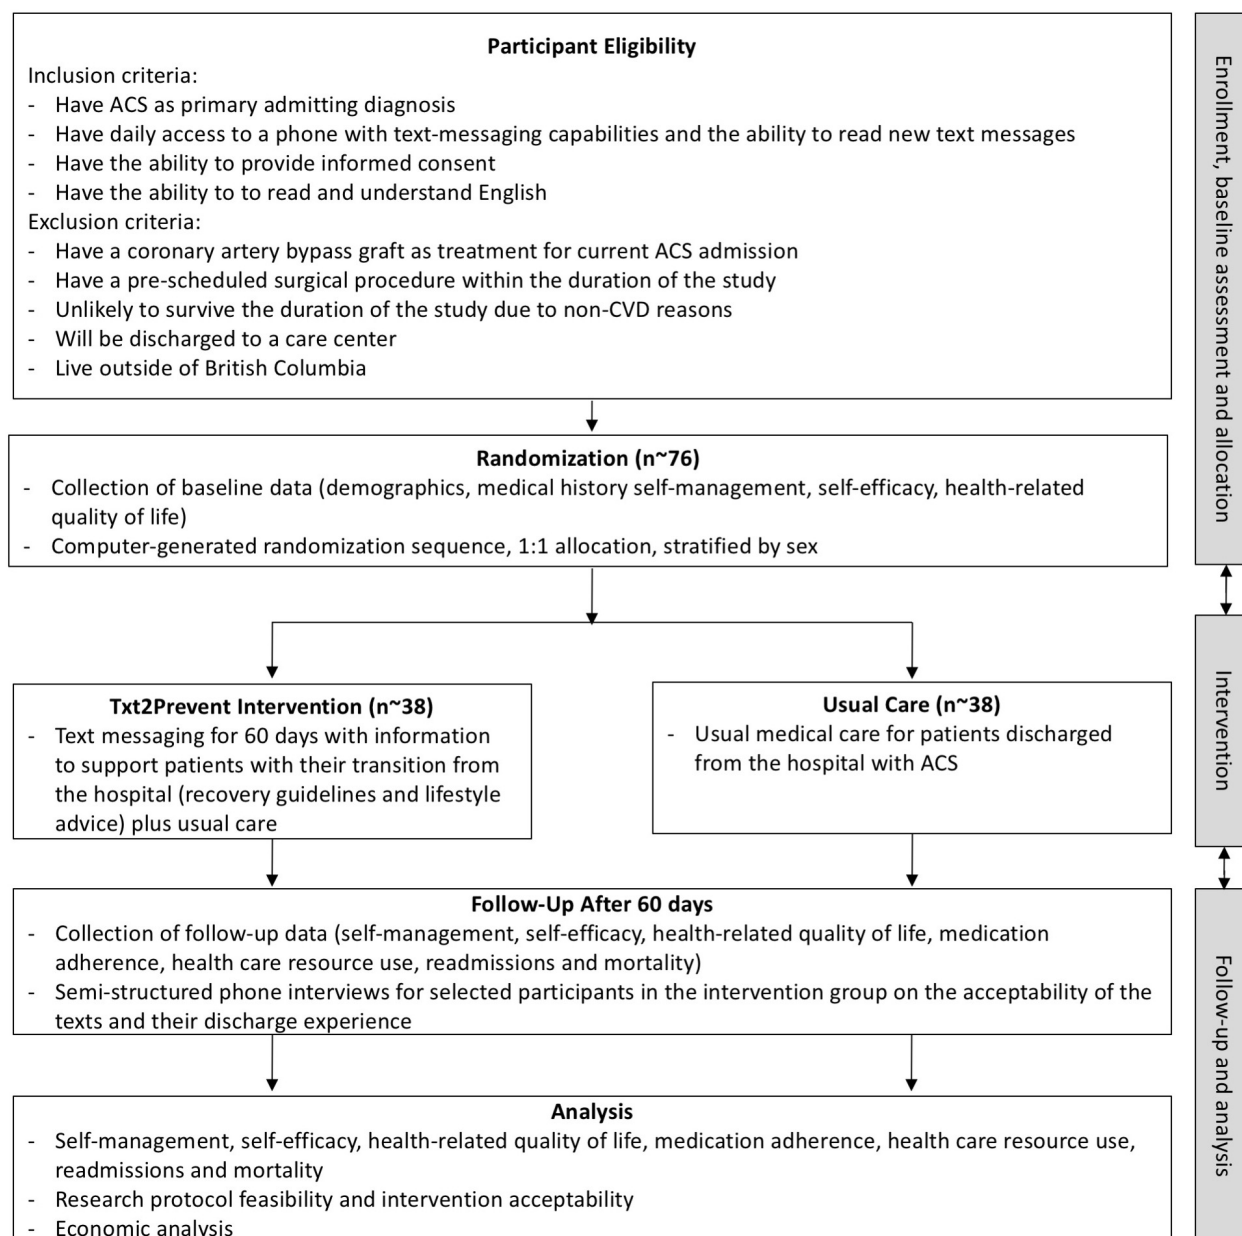 Participant Eligibility
Inclusion criteria:
- Have ACS as primary admitting diagnosis
- Have daily access to a phone with text-messaging capabilities and the ability to read new text messages
- Have the ability to provide informed consent
- Have the ability to to read and understand English
Exclusion criteria:
- Have a coronary artery bypass graft as treatment for current ACS admission
- Have a pre-scheduled surgical procedure within the duration of the study
- Unlikely to survive the duration of the study due to non-CVD reasons
- Will be discharged to a care center
- Live outside of British Columbia
Enrollment, baseline assessment and allocation
Randomization (n~76)
- Collection of baseline data (demographics, medical history self-management, self-efficacy, health-related
quality of life)
- Computer-generated randomization sequence, 1:1 allocation, stratified by sex
Txt2Prevent Intervention (n~38)
- Text messaging for 60 days with information
to support patients with their transition from
the hospital (recovery guidelines and lifestyle
advice) plus usual care
Usual Care (n~38)
- Usual medical care for patients discharged
from the hospital with ACS
Intervention
Follow-Up After 60 days
- Collection of follow-up data (self-management, self-efficacy, health-related quality of life, medication
adherence, health care resource use, readmissions and mortality)
- Semi-structured phone interviews for selected participants in the intervention group on the acceptability of the
texts and their discharge experience
Analysis
- Self-management, self-efficacy, health-related quality of life, medication adherence, health care resource use,
readmissions and mortality
- Research protocol feasibility and intervention acceptability
- Economic analysis
Follow-up and analysis